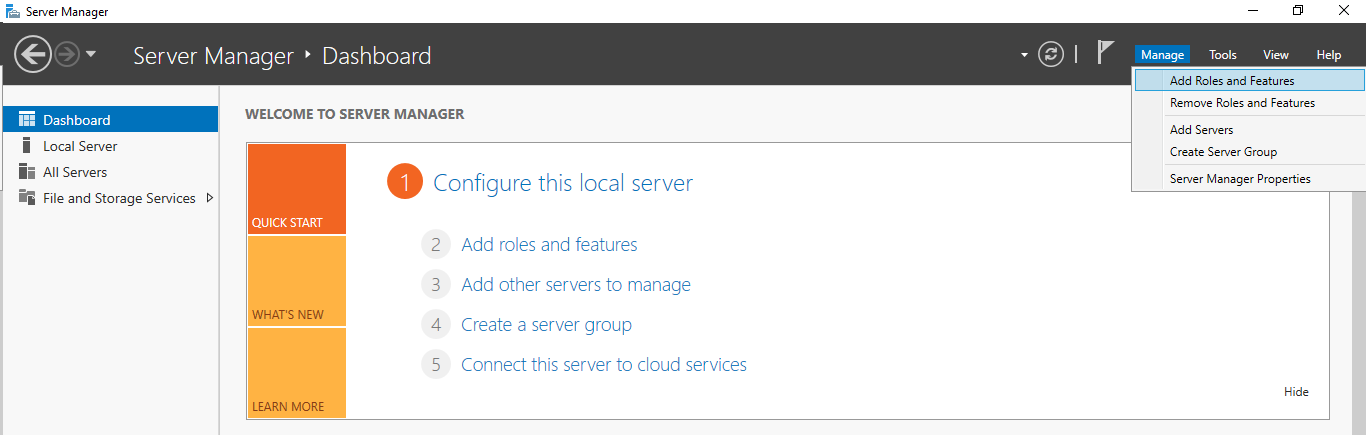 Server Manager
Server Manager ‣ Dashboard
Manage Tools View Help
Add Roles and Features
Remove Roles and Features
Add Servers
Create Server Group
Server Manager Properties
Dashboard
Local Server
All Servers
File and Storage Services
WELCOME TO SERVER MANAGER
QUICK START
WHAT'S NEW
LEARN MORE
1 Configure this local server
2 Add roles and features
3 Add other servers to manage
4 Create a server group
5 Connect this server to cloud services
Hide